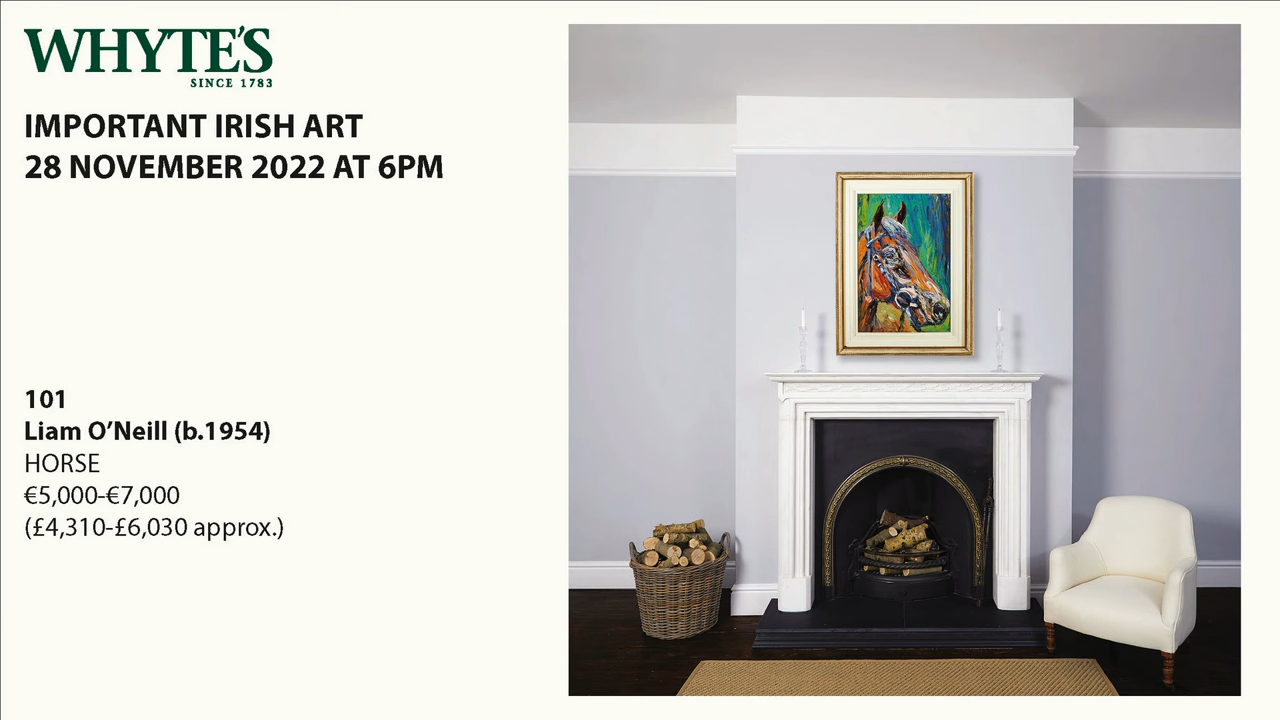 WHYTE'S
SINCE 1783
IMPORTANT IRISH ART
28 NOVEMBER 2022 AT 6PM
101
Liam O’Neill (b.1954)
HORSE
€5,000-€7,000
(£4,310-£6,030 approx.)